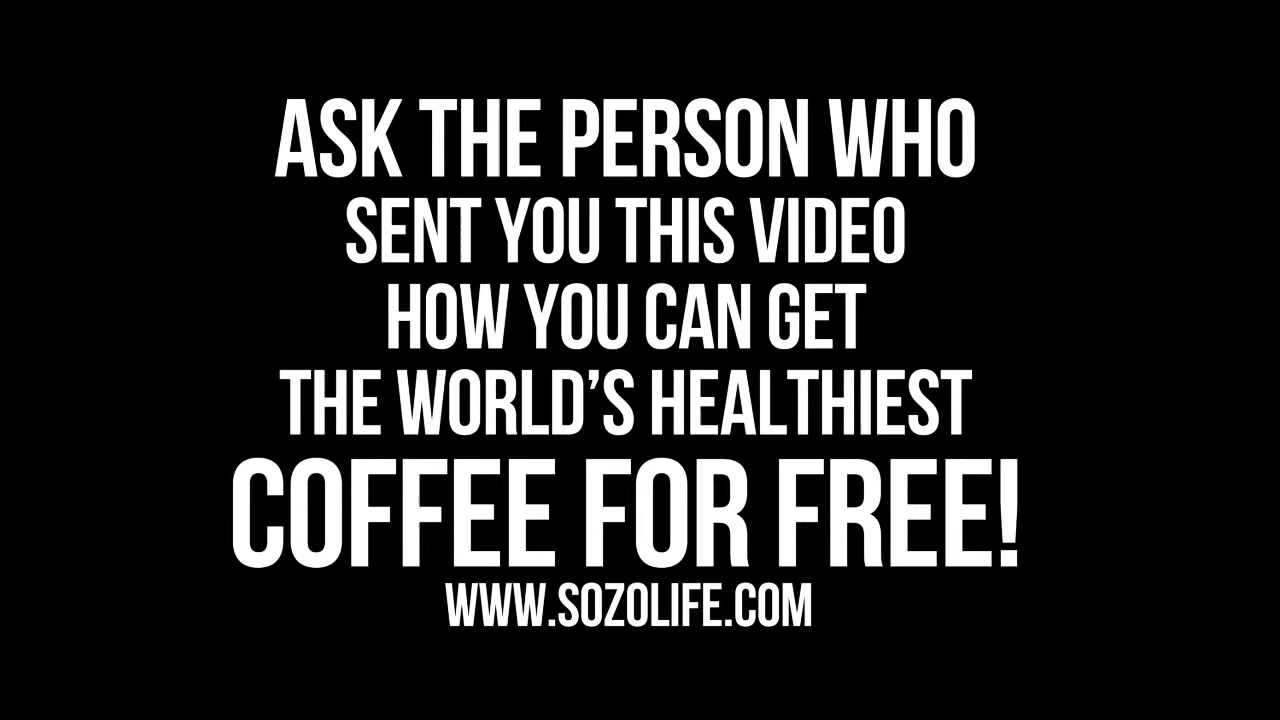 ASK THE PERSON WHO
SENT YOU THIS VIDEO
HOW YOU CAN GET
THE WORLD'S HEALTHIEST
COFFEE FOR FREE!
WWW.SOZOLIFE.COM